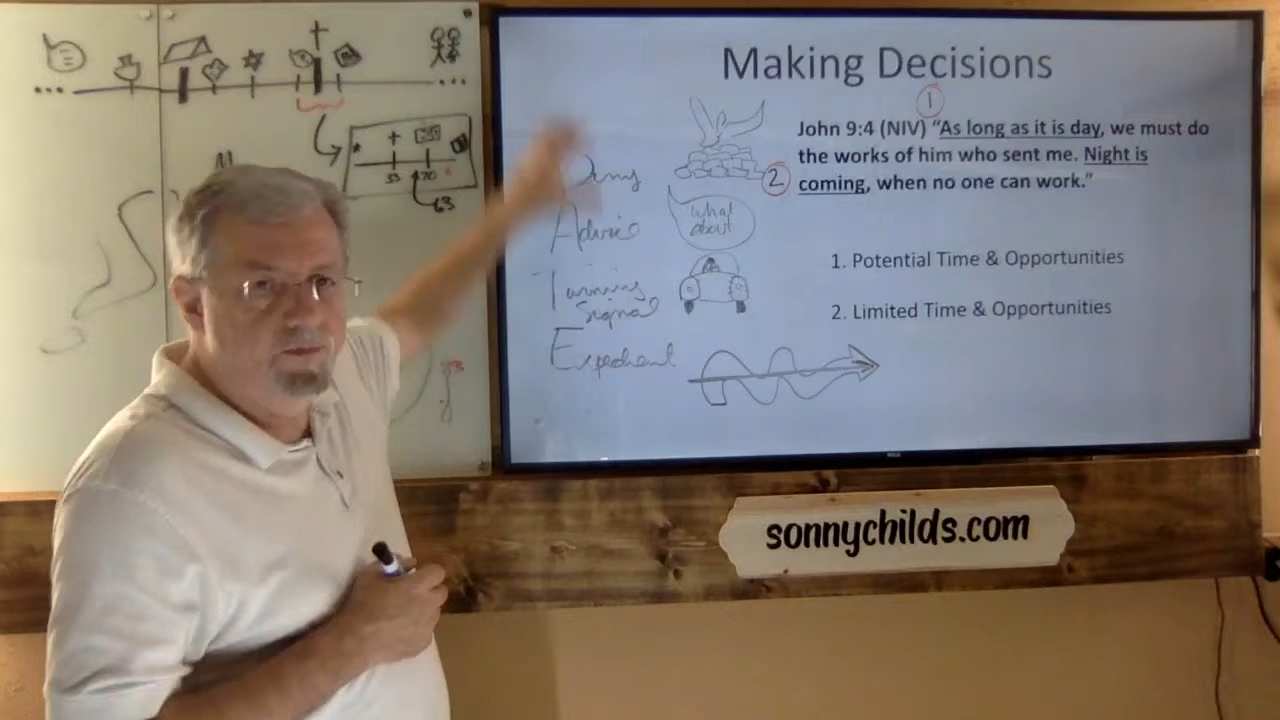 Making Decisions
1
John 9:4 (NIV) “As long as it is day, we must do
the works of him who sent me. Night is
2
coming, when no one can work.”
1. Potential Time & Opportunities
2. Limited Time & Opportunities
what
about
Advice
Turning
Signal
Expedient
33
70
63
sonnychilds.com